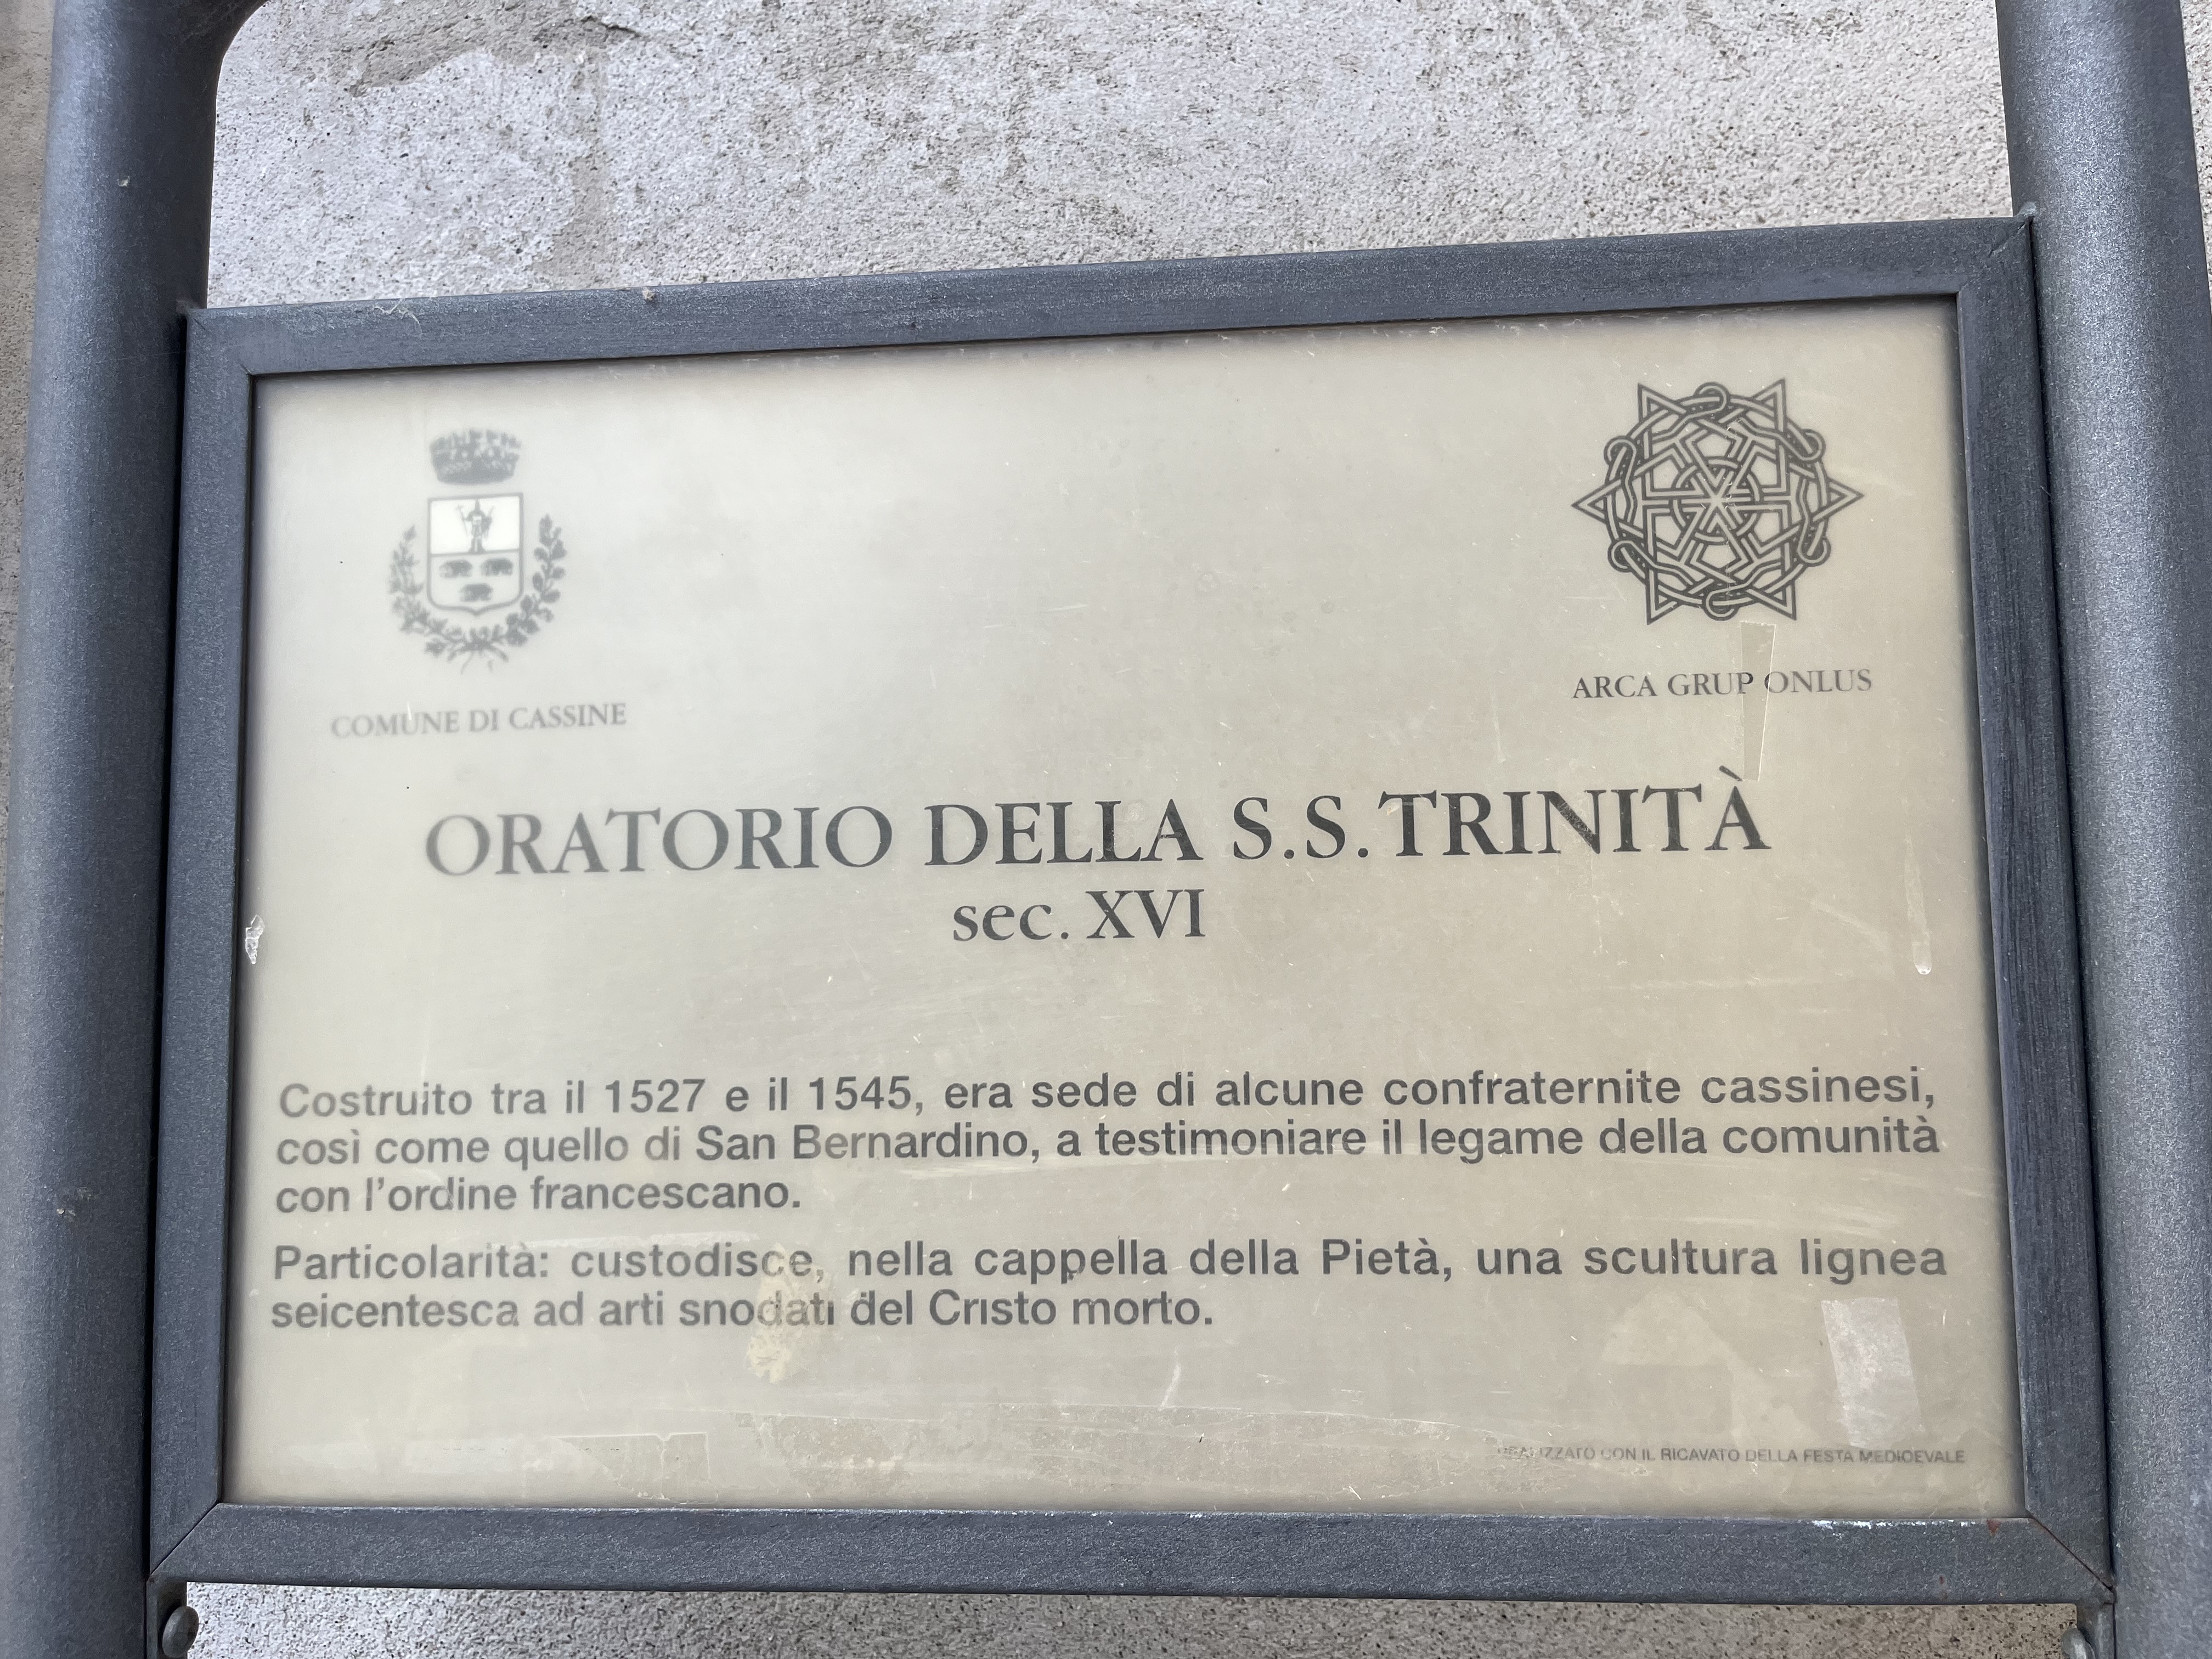 COMUNE DI CASSINE
ARCA GRUP ONLUS
ORATORIO DELLA S.S. TRINITÀ
sec. XVI
Costruito tra il 1527 e il 1545, era sede di alcune confraternite cassinesi,
così come quello di San Bernardino, a testimoniare il legame della comunità
con l'ordine francescano.
Particolarità: custodisce, nella cappella della Pietà, una scultura lignea
seicentesca ad arti snodati del Cristo morto.
REALIZZATO CON IL RICAVATO DELLA FESTA MEDIOEVALE